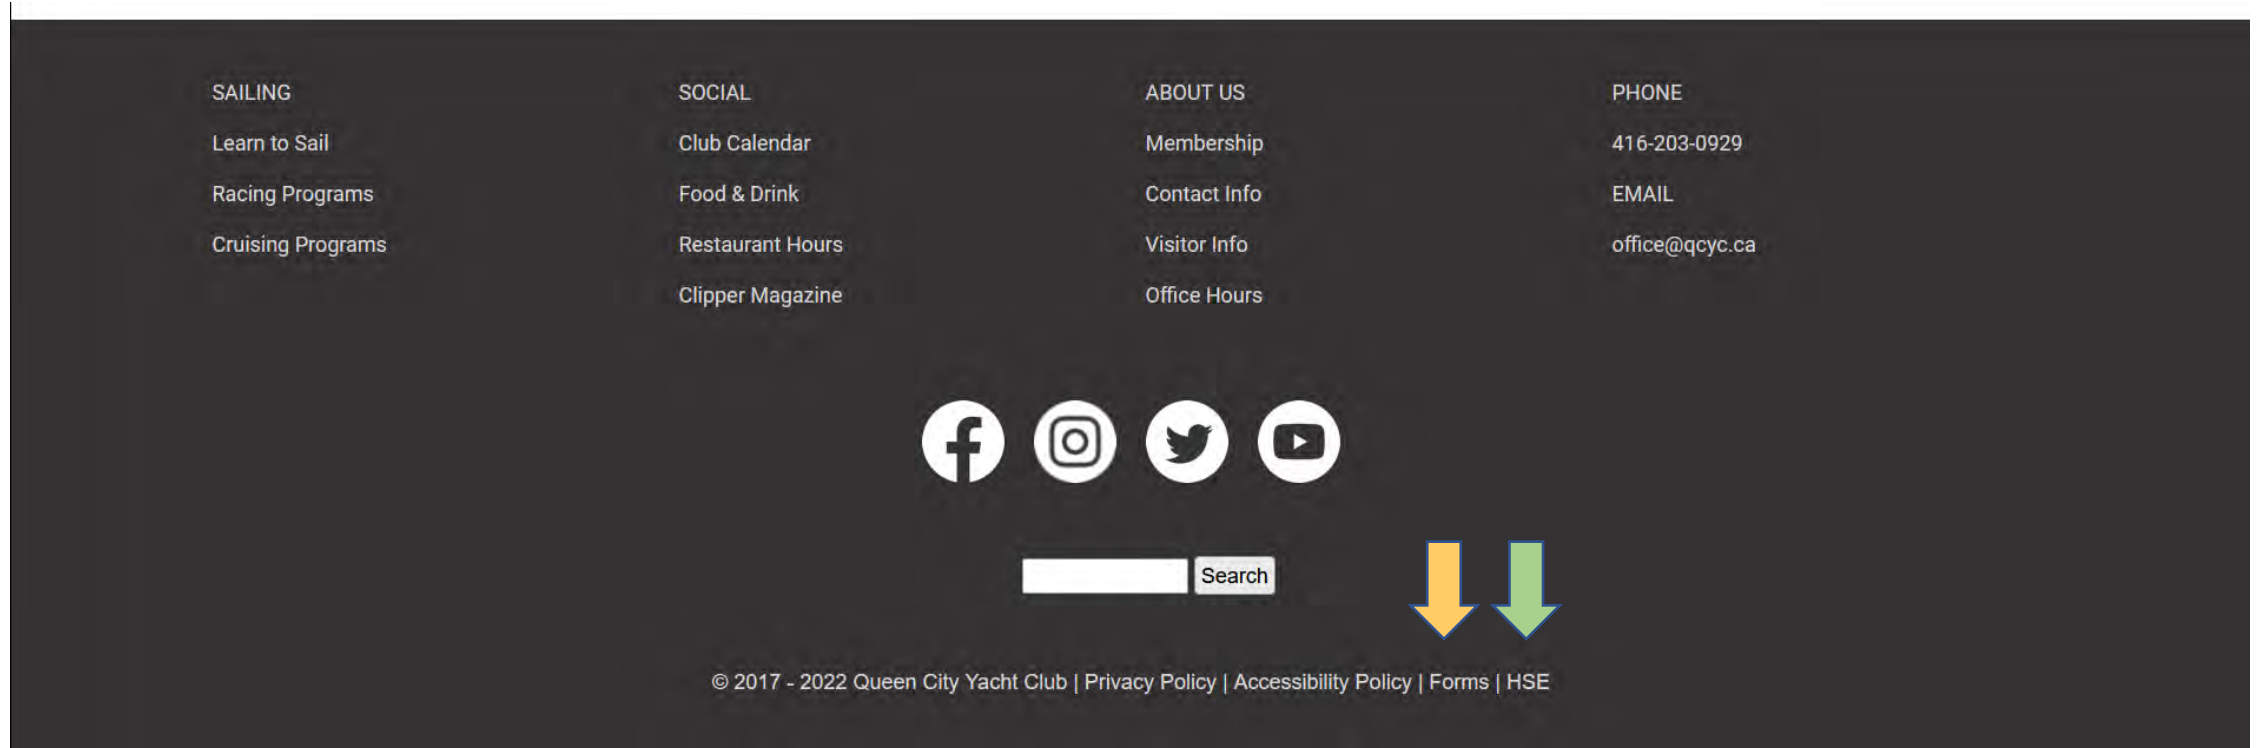 SAILING
Learn to Sail
Racing Programs
Cruising Programs
SOCIAL
Club Calendar
Food & Drink
Restaurant Hours
Clipper Magazine
ABOUT US
Membership
Contact Info
Visitor Info
Office Hours
PHONE
416-203-0929
EMAIL
office@qcyc.ca
Search
© 2017 - 2022 Queen City Yacht Club | Privacy Policy | Accessibility Policy | Forms | HSE